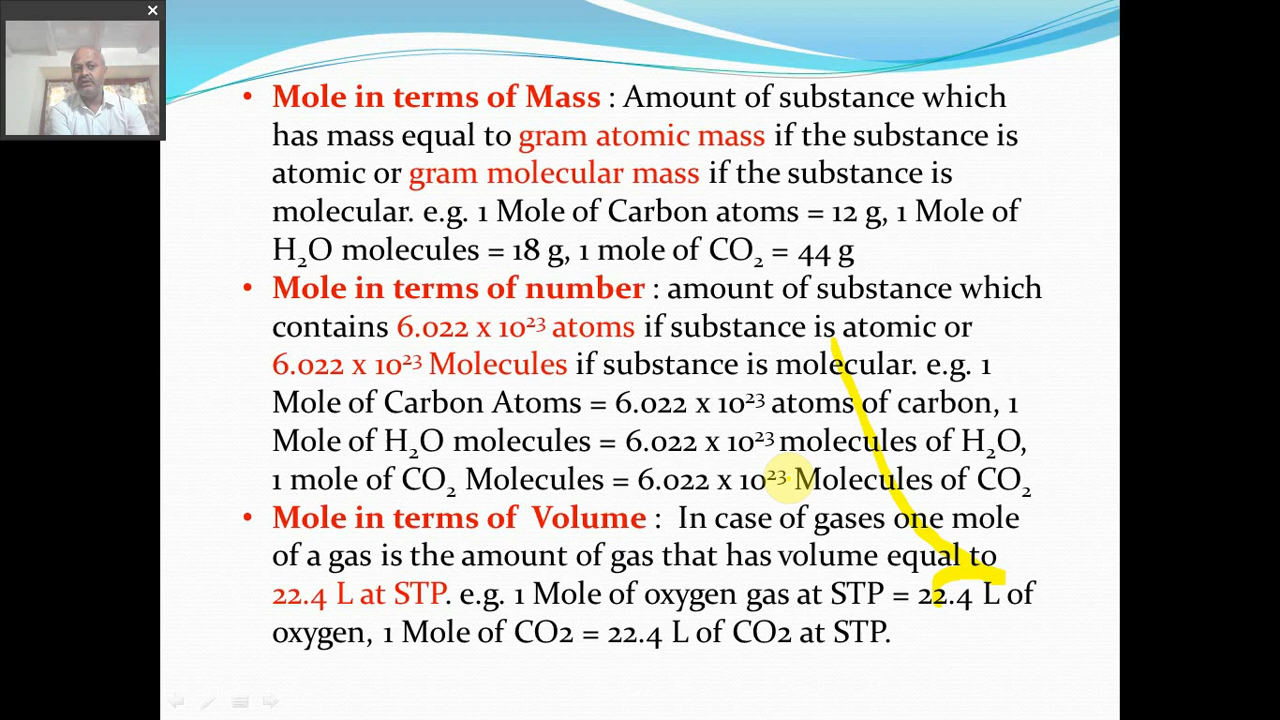 • Mole in terms of Mass : Amount of substance which
has mass equal to gram atomic mass if the substance is
atomic or gram molecular mass if the substance is
molecular. e.g. 1 Mole of Carbon atoms = 12 g, 1 Mole of
H₂O molecules = 18 g, 1 mole of CO₂ = 44 g
• Mole in terms of number : amount of substance which
contains 6.022 x 10²³ atoms if substance is atomic or
6.022 x 10²³ Molecules if substance is molecular. e.g. 1
Mole of Carbon Atoms = 6.022 x 10²³ atoms of carbon, 1
Mole of H₂O molecules = 6.022 x 10²³ molecules of H₂O,
1 mole of CO₂ Molecules = 6.022 x 10²³ Molecules of CO₂
• Mole in terms of Volume : In case of gases one mole
of a gas is the amount of gas that has volume equal to
22.4 L at STP. e.g. 1 Mole of oxygen gas at STP = 22.4 L of
oxygen, 1 Mole of CO2 = 22.4 L of CO2 at STP.